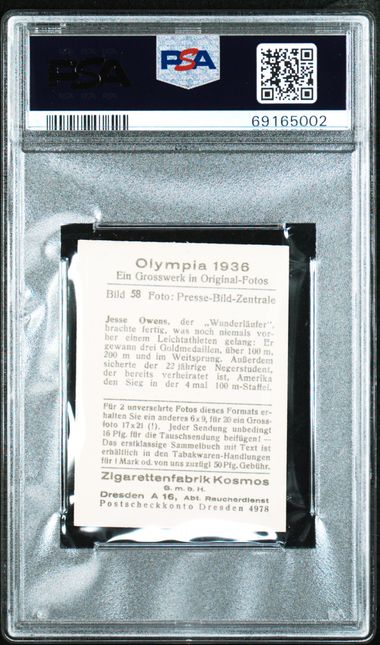 PSA
PSA
69165002
Olympia 1936
Ein Grosswerk in Original-Fotos
Bild 58 Foto: Presse-Bild-Zentrale
Jesse Owens, der „Wunderläufer“,
brachte fertig, was noch niemals vor-
her einem Leichtathleten gelang: Er
gewann drei Goldmedaillen, über 100 m,
200 m und im Weitsprung. Außerdem
sicherte der 22 jährige Negerstudent,
der bereits verheiratet ist, Amerika
den Sieg in der 4 mal 100 m-Staffel.
Für 2 unversehrte Fotos dieses Formats er-
halten Sie ein anderes 6x9, für 20 ein Gross-
foto 17x21 (!). Jeder Sendung unbedingt
16 Pfg. für die Tauschsendung beifügen! —
Das erstklassige Sammelbuch mit Text ist
erhältlich in den Tabakwaren-Handlungen
für 1 Mark od. von uns zuzügl 50 Pfg. Gebühr.
Zigarettenfabrik Kosmos
G. m. b. H.
Dresden A 16, Abt. Raucherdienst
Postscheckkonto Dresden 4978